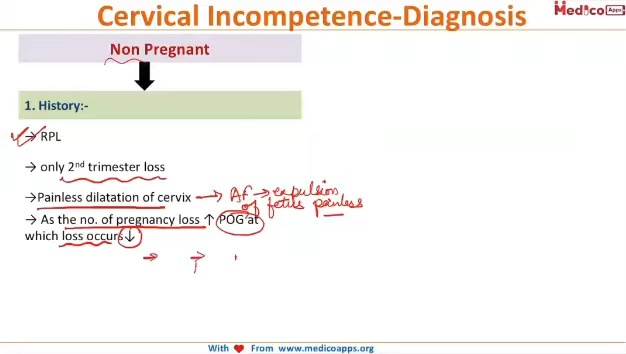 Cervical Incompetence-Diagnosis
Medico Apps
Non Pregnant
1. History:-
→ RPL
→ only 2nd trimester loss
→ Painless dilatation of cervix → AF → expulsion
of fetus painless
→ As the no. of pregnancy loss ↑ POG at
which loss occurs ↓
→ →
With ❤ From www.medicoapps.org